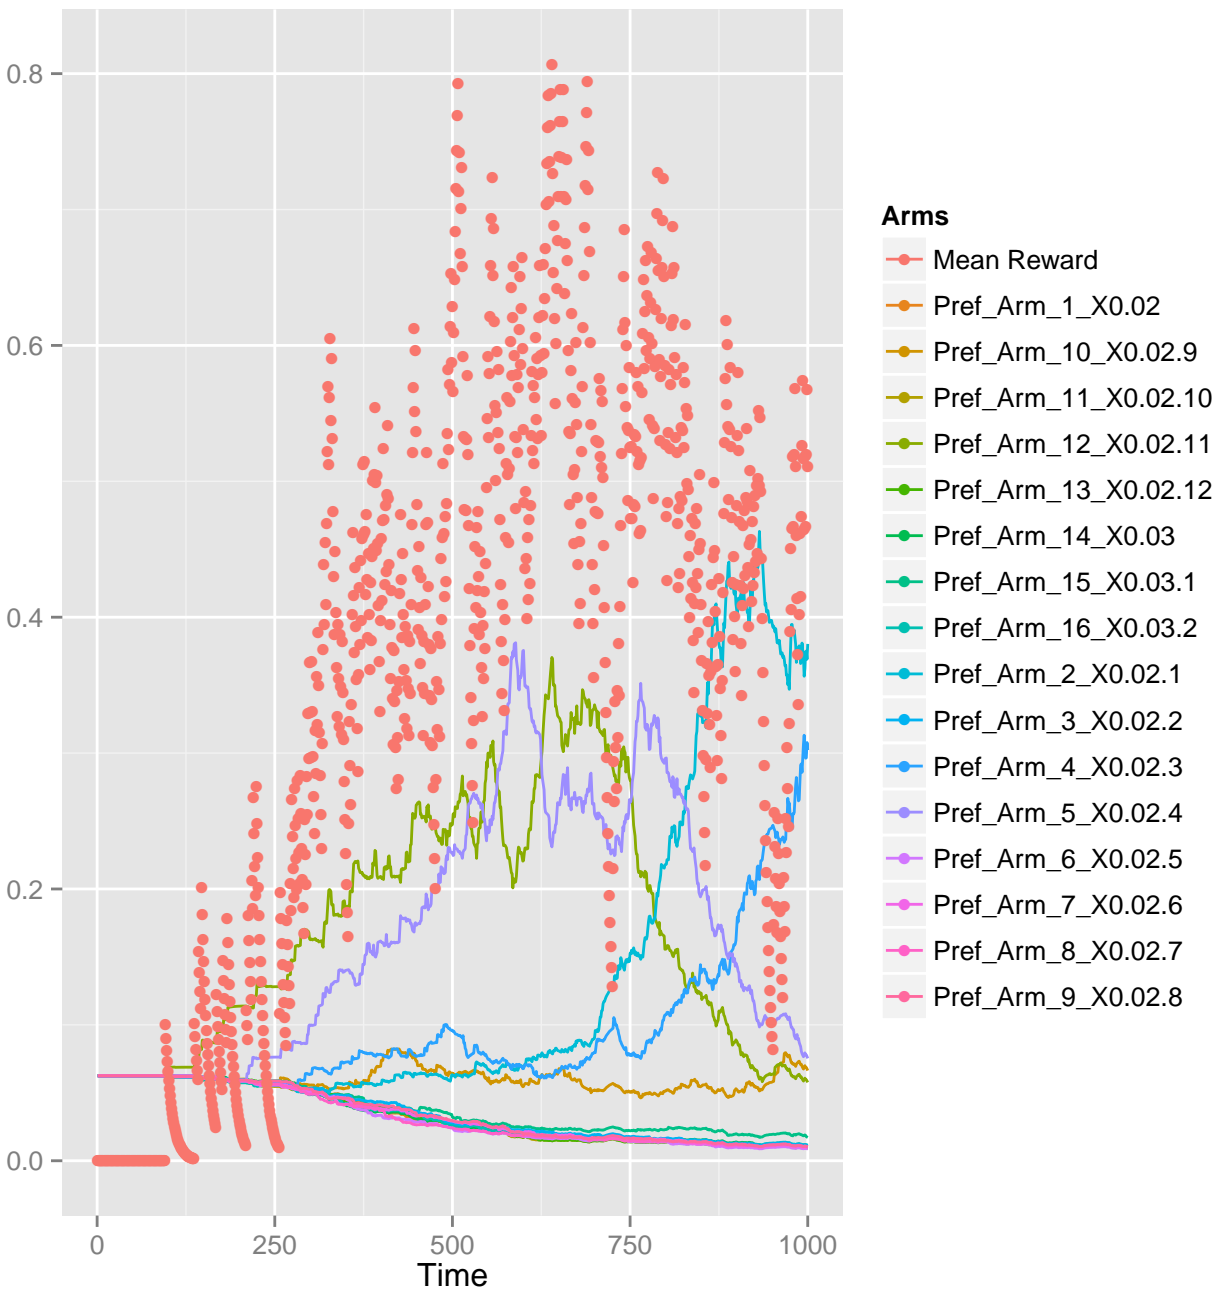 0.8
0.6
0.4
0.2
0.0
0
250
500
750
1000
Time
Arms
Mean Reward
Pref_Arm_1_X0.02
Pref_Arm_10_X0.02.9
Pref_Arm_11_X0.02.10
Pref_Arm_12_X0.02.11
Pref_Arm_13_X0.02.12
Pref_Arm_14_X0.03
Pref_Arm_15_X0.03.1
Pref_Arm_16_X0.03.2
Pref_Arm_2_X0.02.1
Pref_Arm_3_X0.02.2
Pref_Arm_4_X0.02.3
Pref_Arm_5_X0.02.4
Pref_Arm_6_X0.02.5
Pref_Arm_7_X0.02.6
Pref_Arm_8_X0.02.7
Pref_Arm_9_X0.02.8